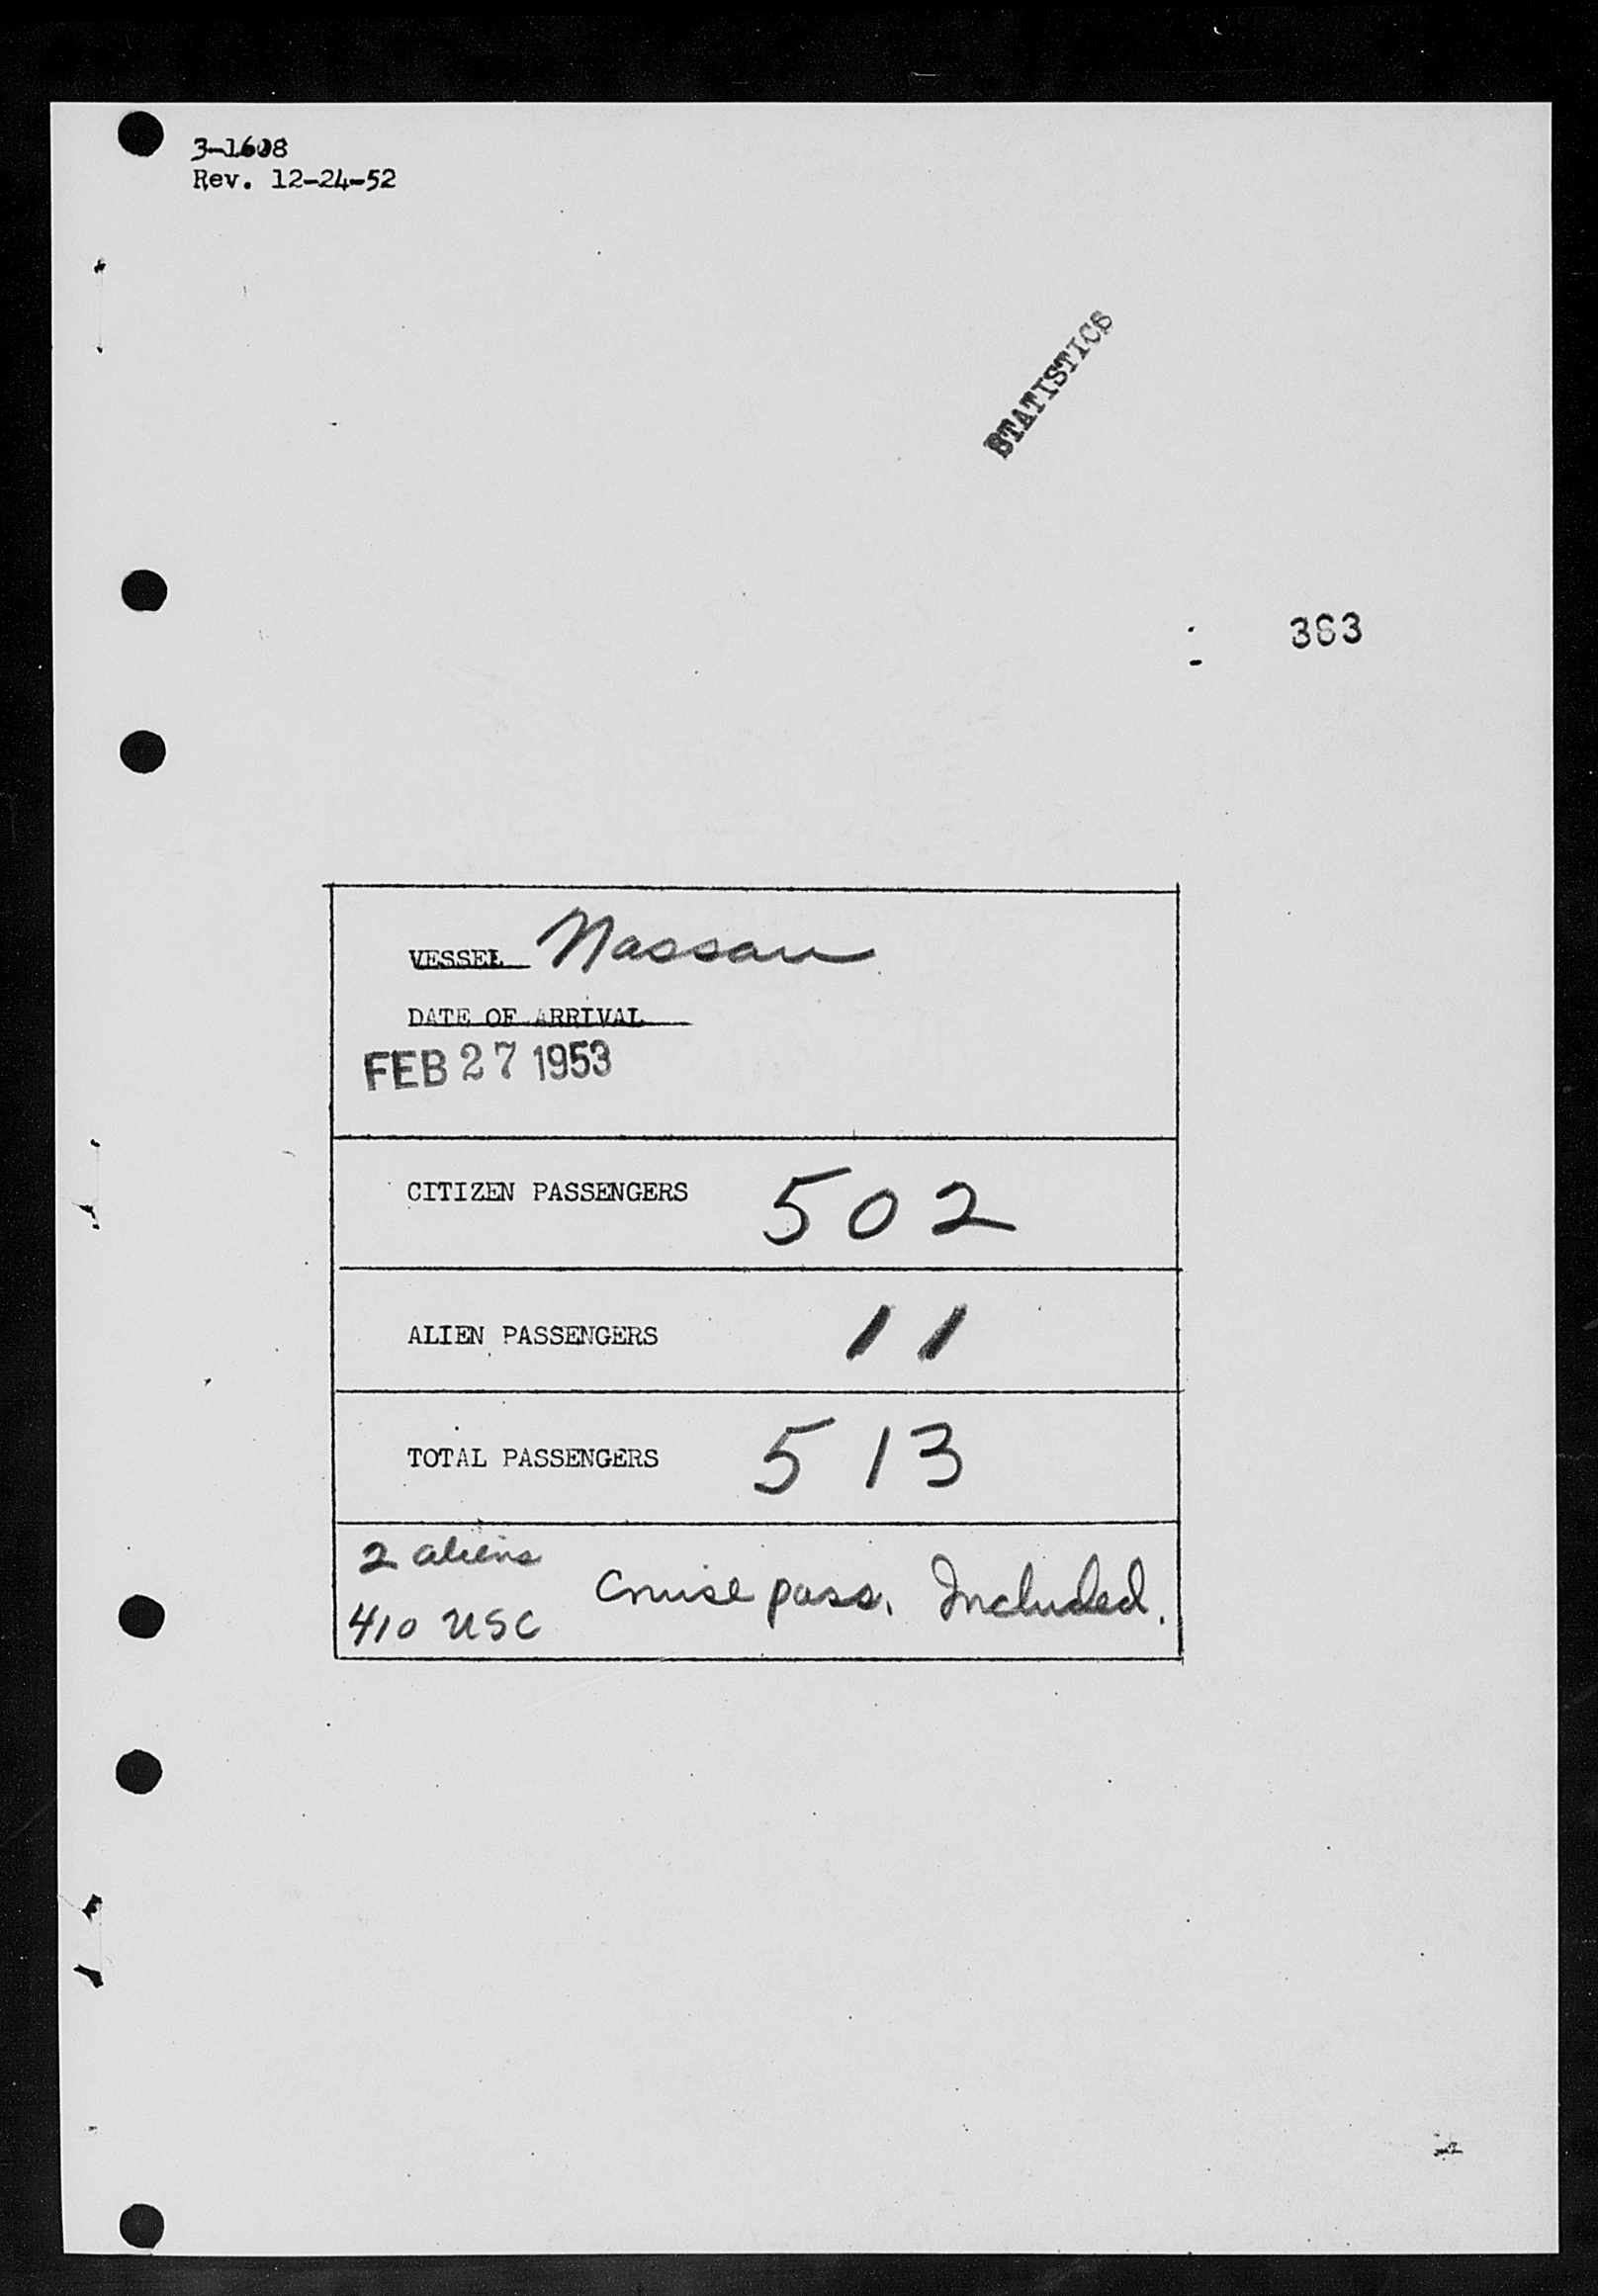 3-1608
Rev. 12-24-52
STATISTICS
363
VESSEL Nassau
DATE OF ARRIVAL
FEB 27 1953
CITIZEN PASSENGERS 502
ALIEN PASSENGERS 11
TOTAL PASSENGERS 513
2 aliens
Cruise pass. Included.
410 USC